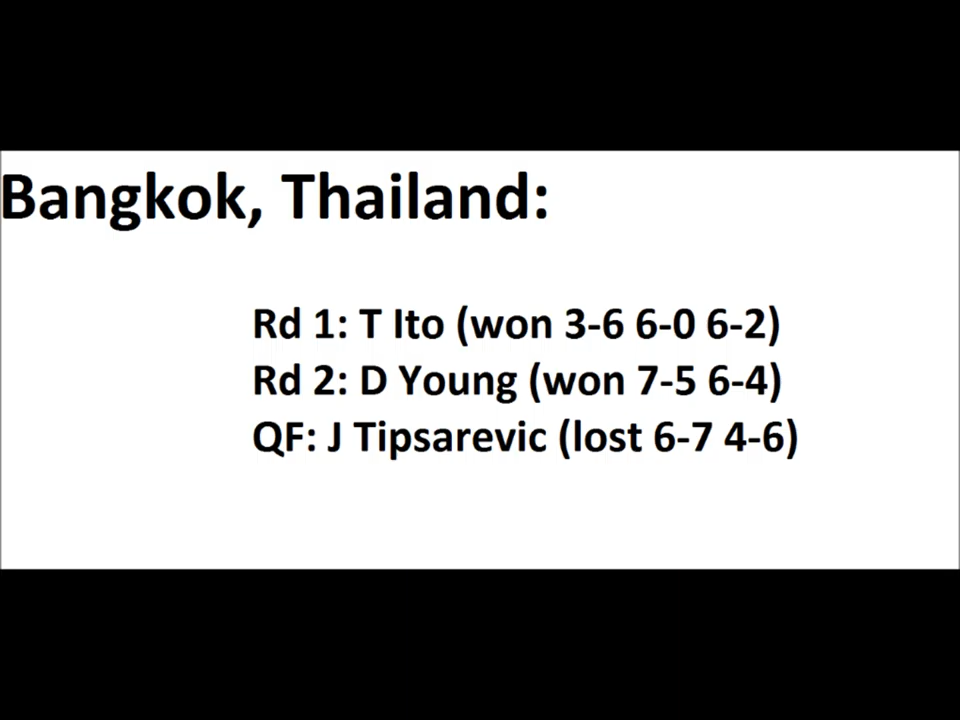 Bangkok, Thailand:
Rd 1: T Ito (won 3-6 6-0 6-2)
Rd 2: D Young (won 7-5 6-4)
QF: J Tipsarevic (lost 6-7 4-6)